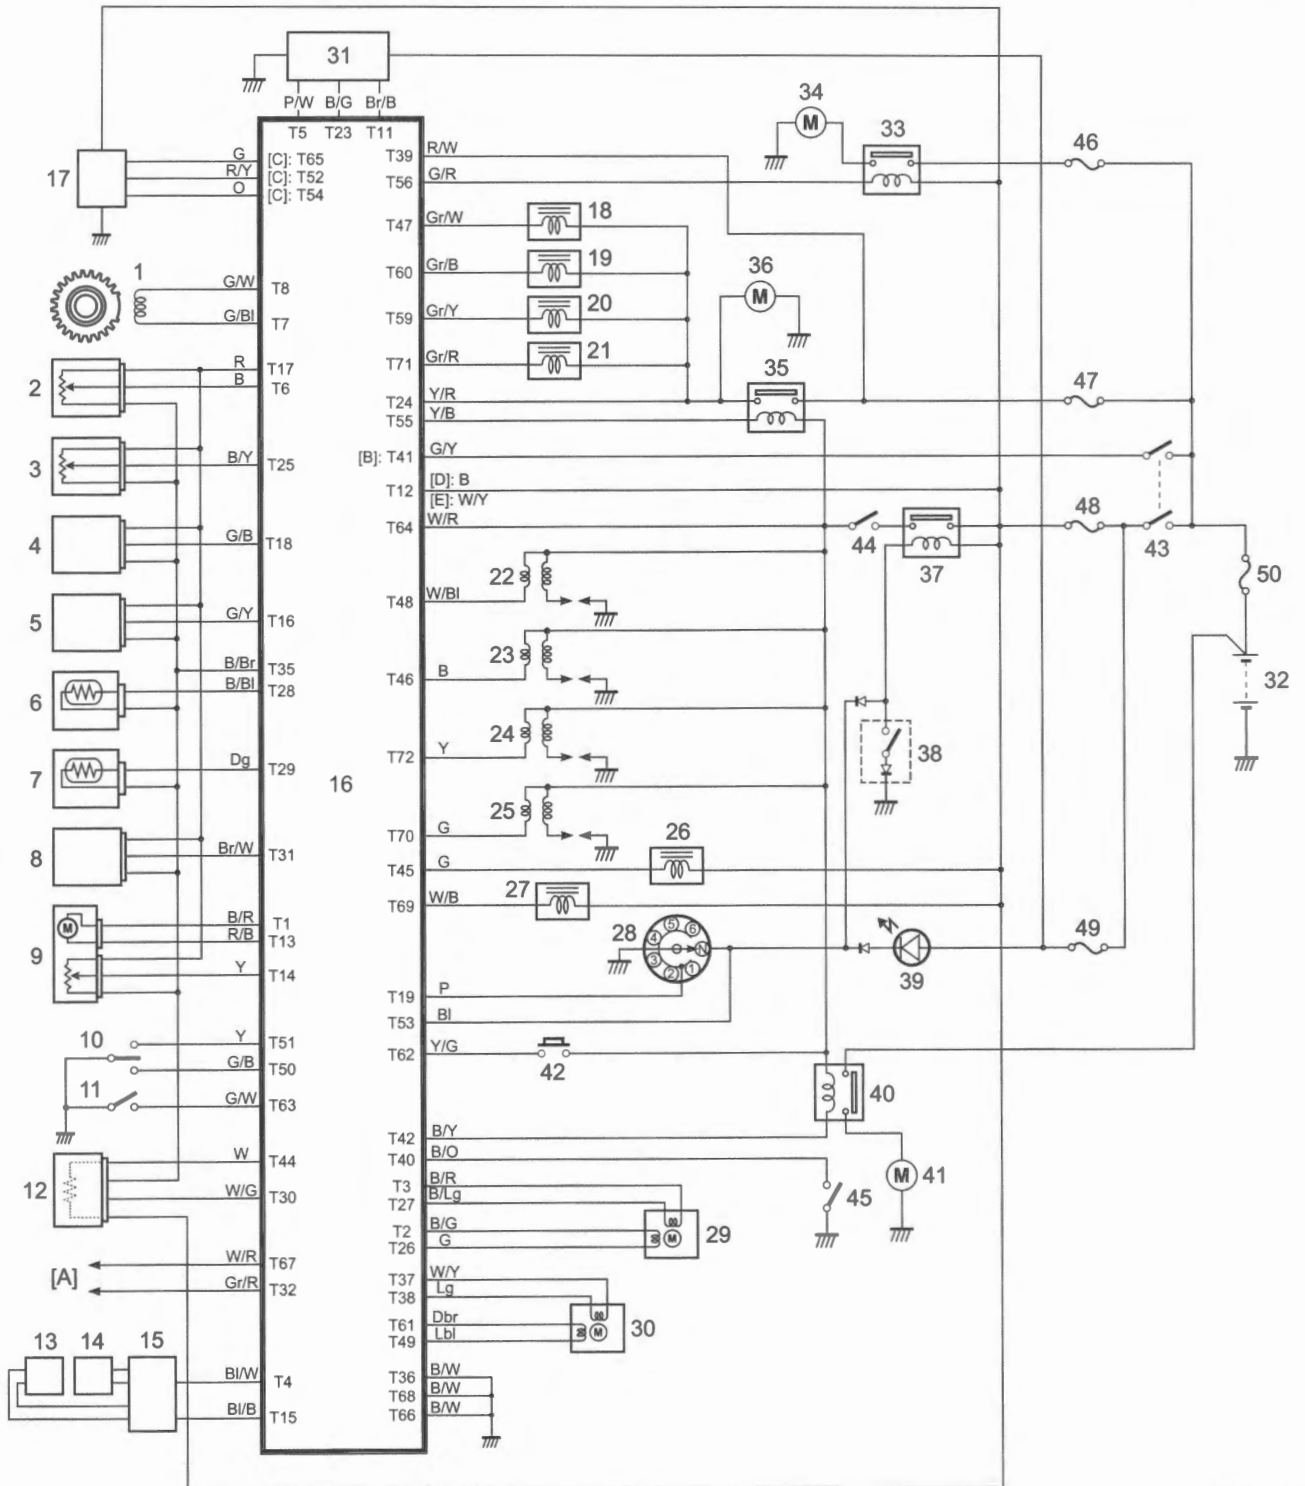 31
P/W B/G Br/B
T5 T23 T11
34
33
46
17
G [C]: T65
R/Y [C]: T52
O [C]: T54
T39 R/W
T56 G/R
M
T47 Gr/W 18
36
M
1
G/W T8
G/Bl T7
T60 Gr/B 19
T59 Gr/Y 20
T71 Gr/R 21
35
47
2
R T17
B T6
T24 Y/R
T55 Y/B
3
B/Y T25
[B]: T41 G/Y
T12 [D]: B
[E]: W/Y
T64 W/R
44
37
48
43
50
4
G/B T18
22
T48 W/Bl
5
G/Y T16
23
T46 B
32
B/Br T35
6
B/Bl T28
24
T72 Y
38
7
Dg T29
16
25
T70 G
26
8
Br/W T31
T45 G
T69 W/B 27
9
M
B/R T1
R/B T13
Y T14
28
1 2 3 4 5 6 N
39
49
T19 P
T53 Bl
10
Y T51
G/B T50
T62 Y/G
42
40
11
G/W T63
T42 B/Y
T40 B/O
41
M
12
W T44
W/G T30
T3 B/R
T27 B/Lg
45
T2 B/G
T26 G
29
M
[A]
W/R T67
Gr/R T32
T37 W/Y
T38 Lg
T61 Dbr
T49 Lbl
30
M
13 14 15
Bl/W T4
Bl/B T15
T36 B/W
T68 B/W
T66 B/W